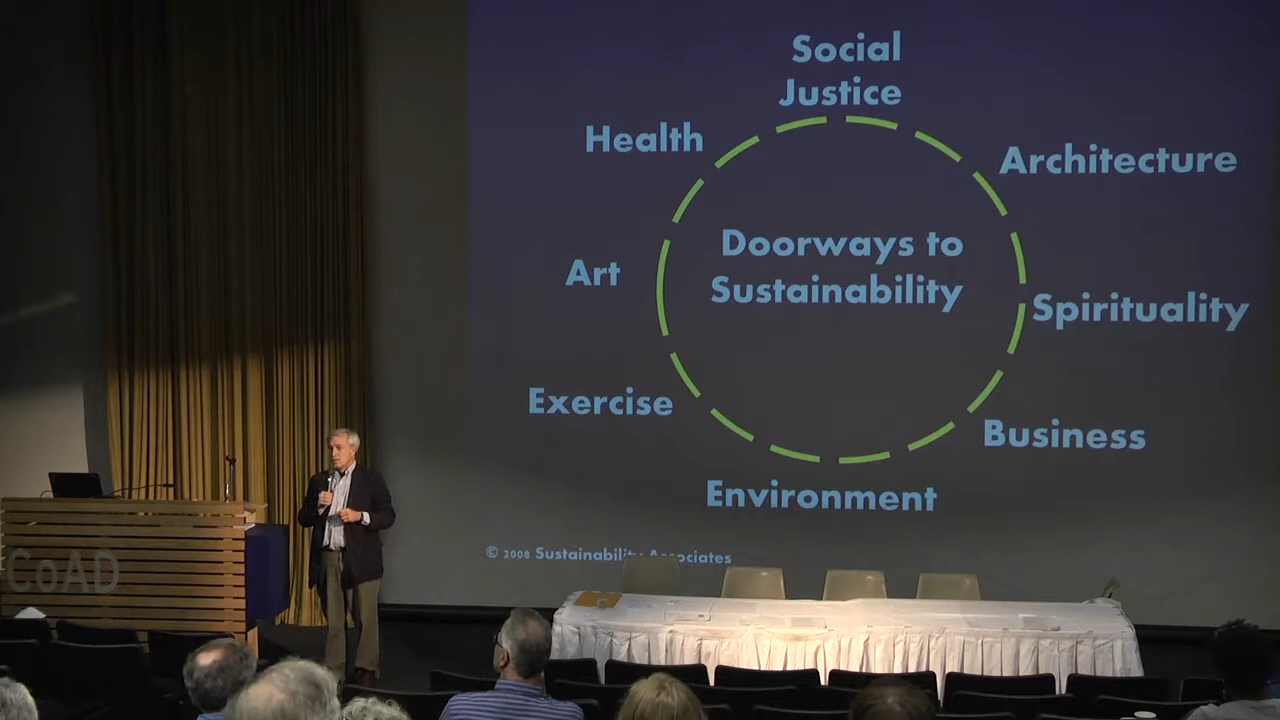 Social
Justice
Health
Architecture
Doorways to
Sustainability
Art
Spirituality
Exercise
Business
Environment
© 2008 Sustainability Associates
CoAD